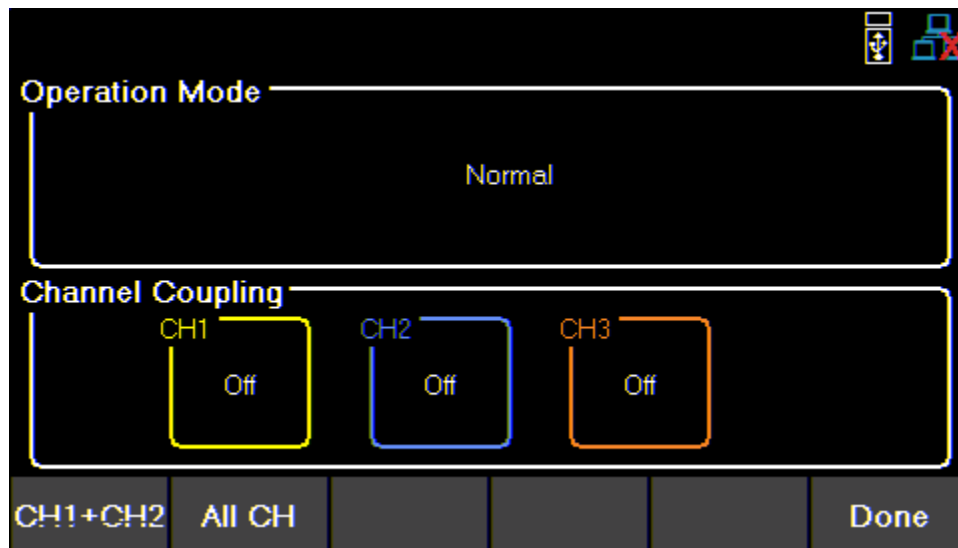 Operation Mode
Normal
Channel Coupling
CH1 CH2 CH3
Off Off Off
CH1+CH2 All CH Done